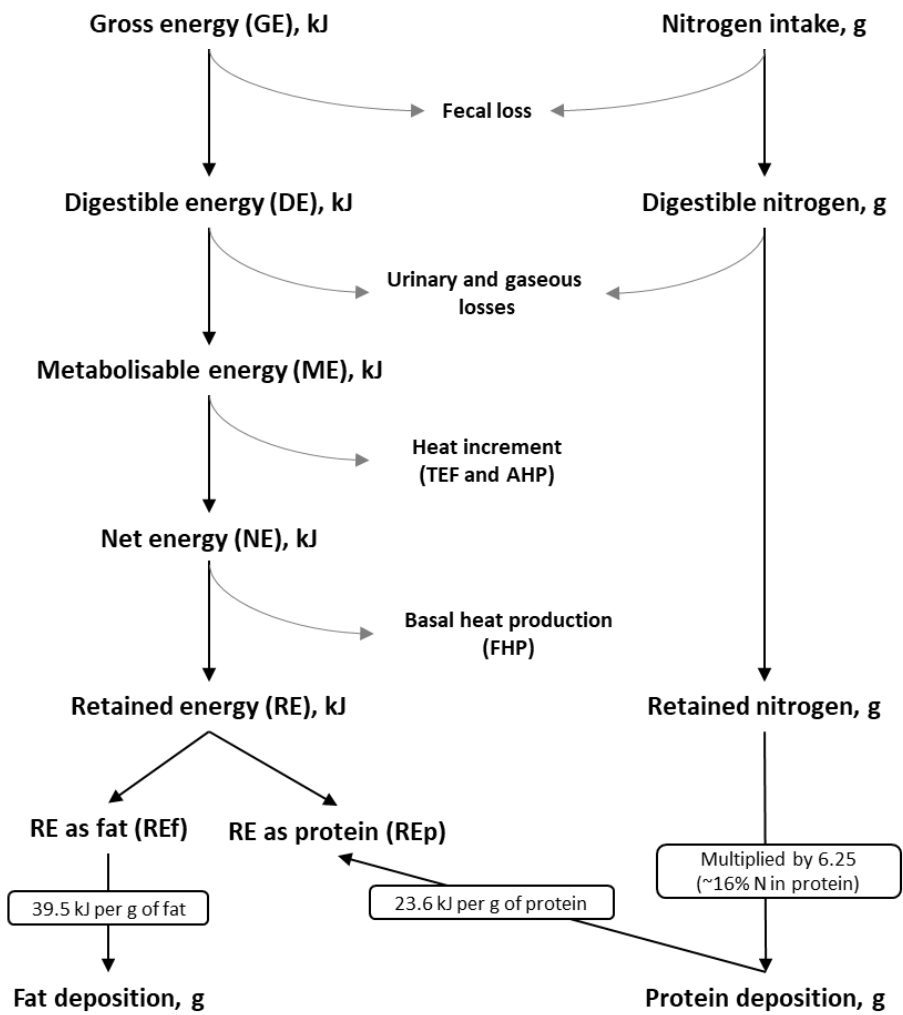 Gross energy (GE), kJ
Nitrogen intake, g
Fecal loss
Digestible energy (DE), kJ
Digestible nitrogen, g
Urinary and gaseous
losses
Metabolisable energy (ME), kJ
Heat increment
(TEF and AHP)
Net energy (NE), kJ
Basal heat production
(FHP)
Retained energy (RE), kJ
Retained nitrogen, g
RE as fat (REf)
RE as protein (REp)
Multiplied by 6.25
(~16% N in protein)
39.5 kJ per g of fat
23.6 kJ per g of protein
Fat deposition, g
Protein deposition, g